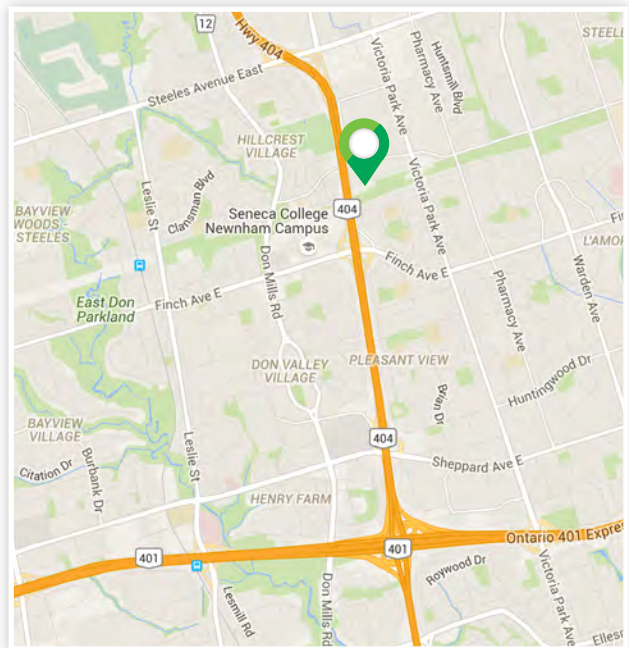 12
Hwy 404
Steeles Avenue East
Victoria Park Ave
Pharmacy Ave
Huntsmill Blvd
STEELE
HILLCREST
VILLAGE
Leslie St
Clansman Blvd
BAYVIEW
WOODS -
STEELES
Seneca College
Newnham Campus
404
Victoria Park Ave
Finch Ave E
Fin
L'AMOR
Don Mills Rd
East Don
Parkland
Finch Ave E
Pharmacy Ave
Warden Ave
DON VALLEY
VILLAGE
PLEASANT VIEW
Brian Dr
Huntingwood Dr
BAYVIEW
VILLAGE
Leslie St
404
Citation Dr
Burbank Dr
Sheppard Ave E
HENRY FARM
401
401
Ontario 401 Expres
Roywood Dr
Victoria Park Ave
Lesmill Rd
Don Mills Rd
Ellesm